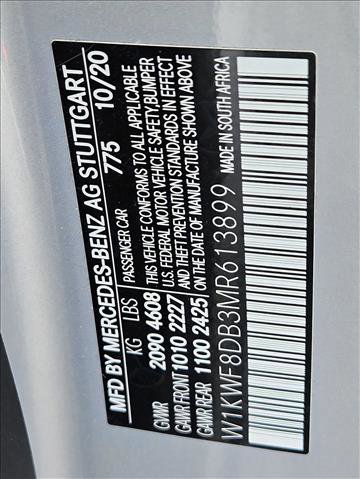 MFD BY MERCEDES-BENZ AG STUTTGART
775 10/20
KG LBS PASSENGER CAR
GVWR 2090 4608 THIS VEHICLE CONFORMS TO ALL APPLICABLE
GAWR FRONT 1010 2227 U.S. FEDERAL MOTOR VEHICLE SAFETY,BUMPER
GAWR REAR 1100 2425 AND THEFT PREVENTION STANDARDS IN EFFECT
ON THE DATE OF MANUFACTURE SHOWN ABOVE
W1KWF8DB3MR613899 MADE IN SOUTH AFRICA